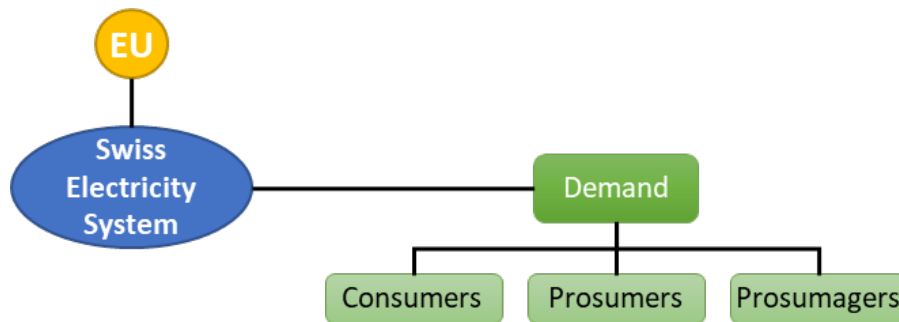 EU
Swiss
Electricity
System
Demand
Consumers
Prosumers
Prosumagers